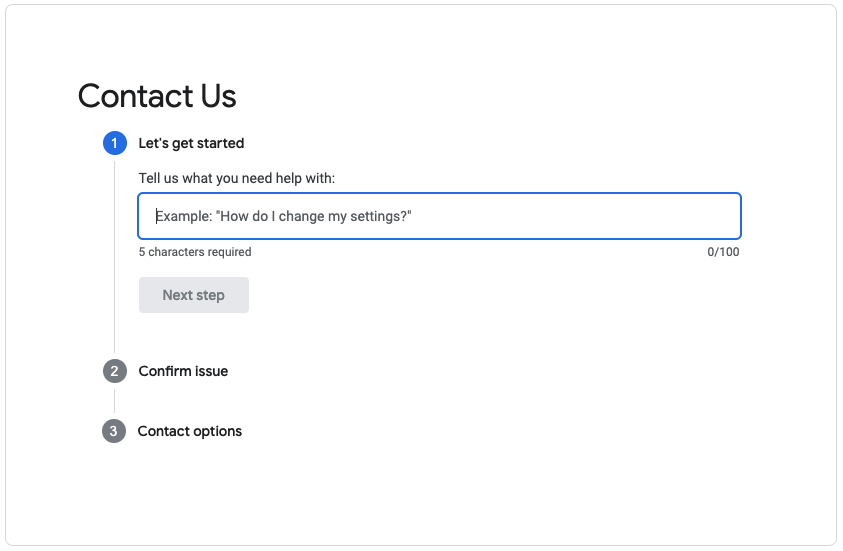 Contact Us
1 Let's get started
Tell us what you need help with:
Example: "How do I change my settings?"
5 characters required 0/100
Next step
2 Confirm issue
3 Contact options